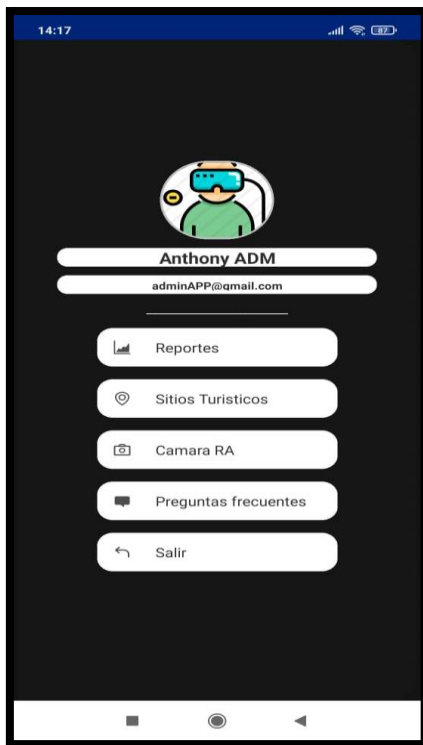 14:17
87
Anthony ADM
adminAPP@gmail.com
Reportes
Sitios Turisticos
Camara RA
Preguntas frecuentes
Salir